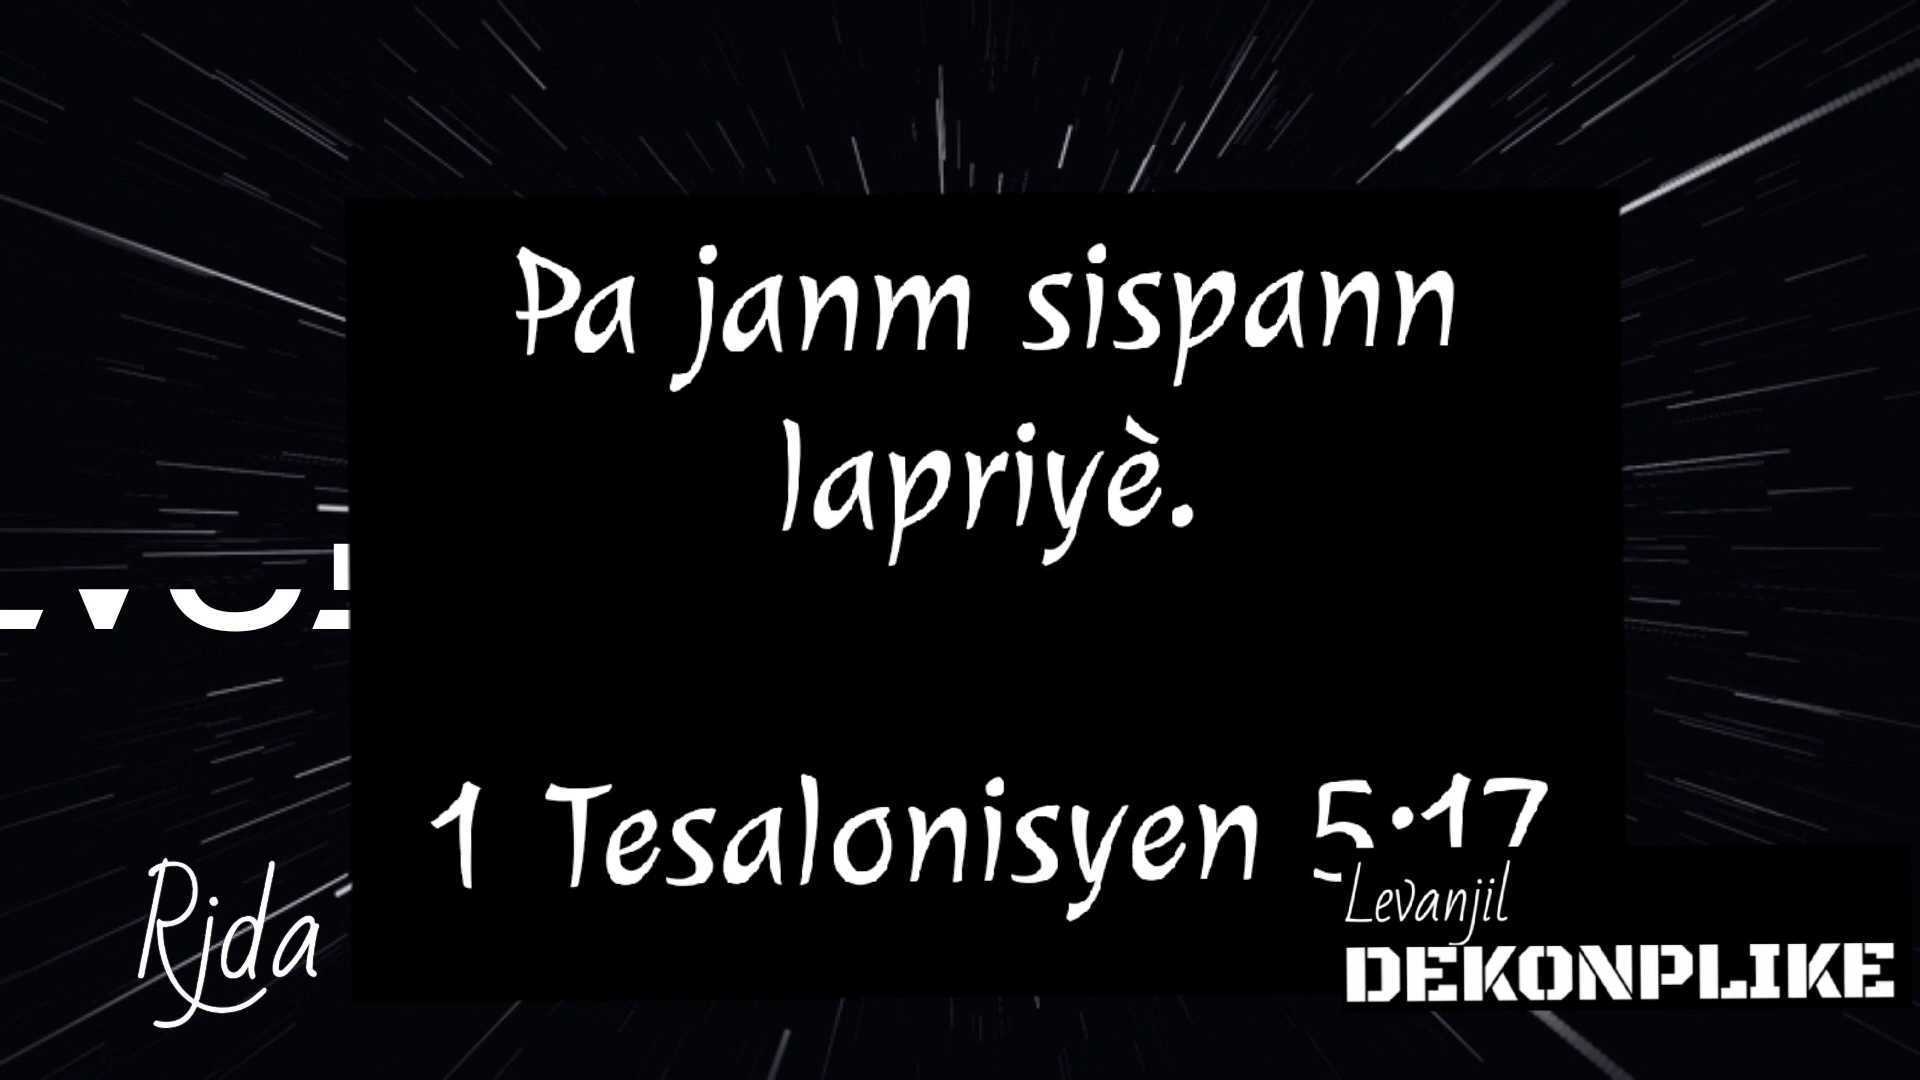 Pa janm sispann
lapriyè.
1 Tesalonisyen 5:17
Rjda
Levanjil
DEKONPLIKE